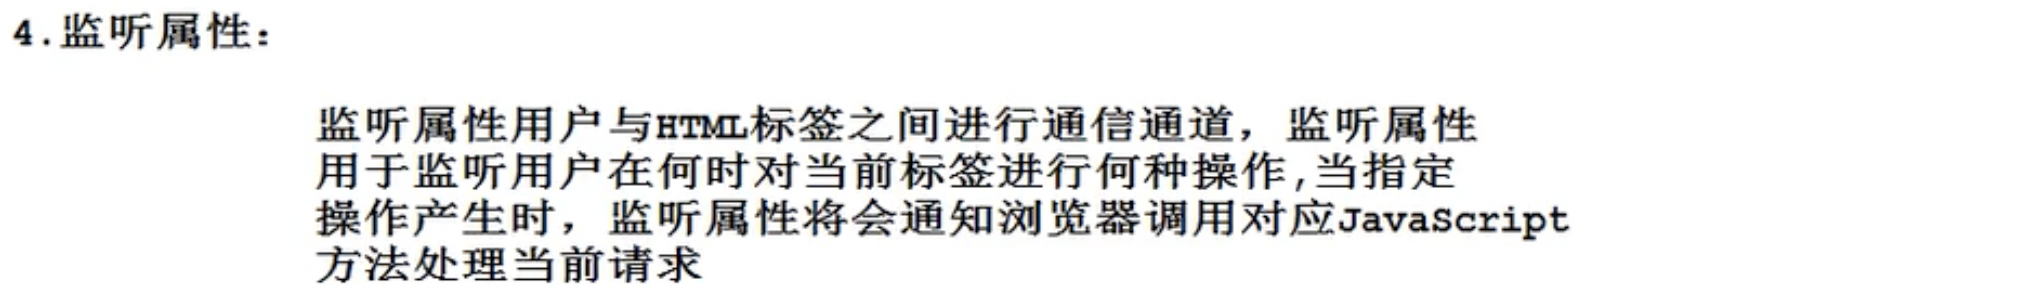 4.监听属性：
监听属性用户与HTML标签之间进行通信通道，监听属性
用于监听用户在何时对当前标签进行何种操作,当指定
操作产生时，监听属性将会通知浏览器调用对应JavaScript
方法处理当前请求